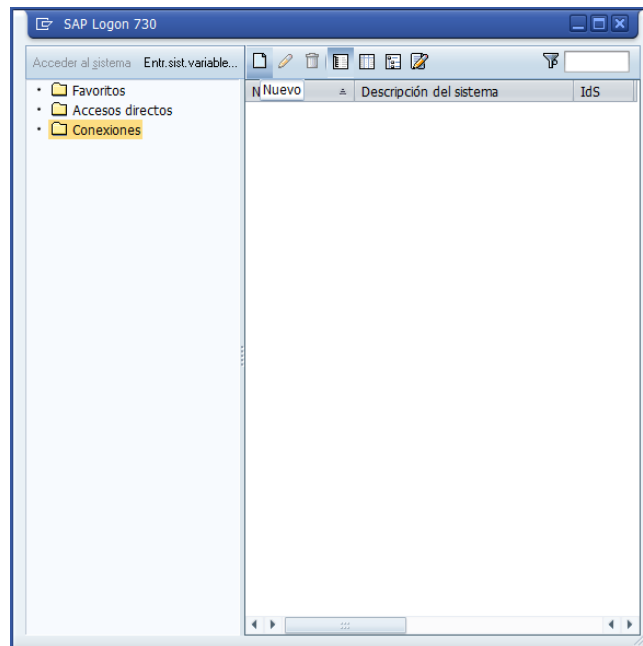 SAP Logon 730
Acceder al sistema Entr.sist.variable...
Favoritos
Accesos directos
Conexiones
N Nuevo Descripción del sistema IdS